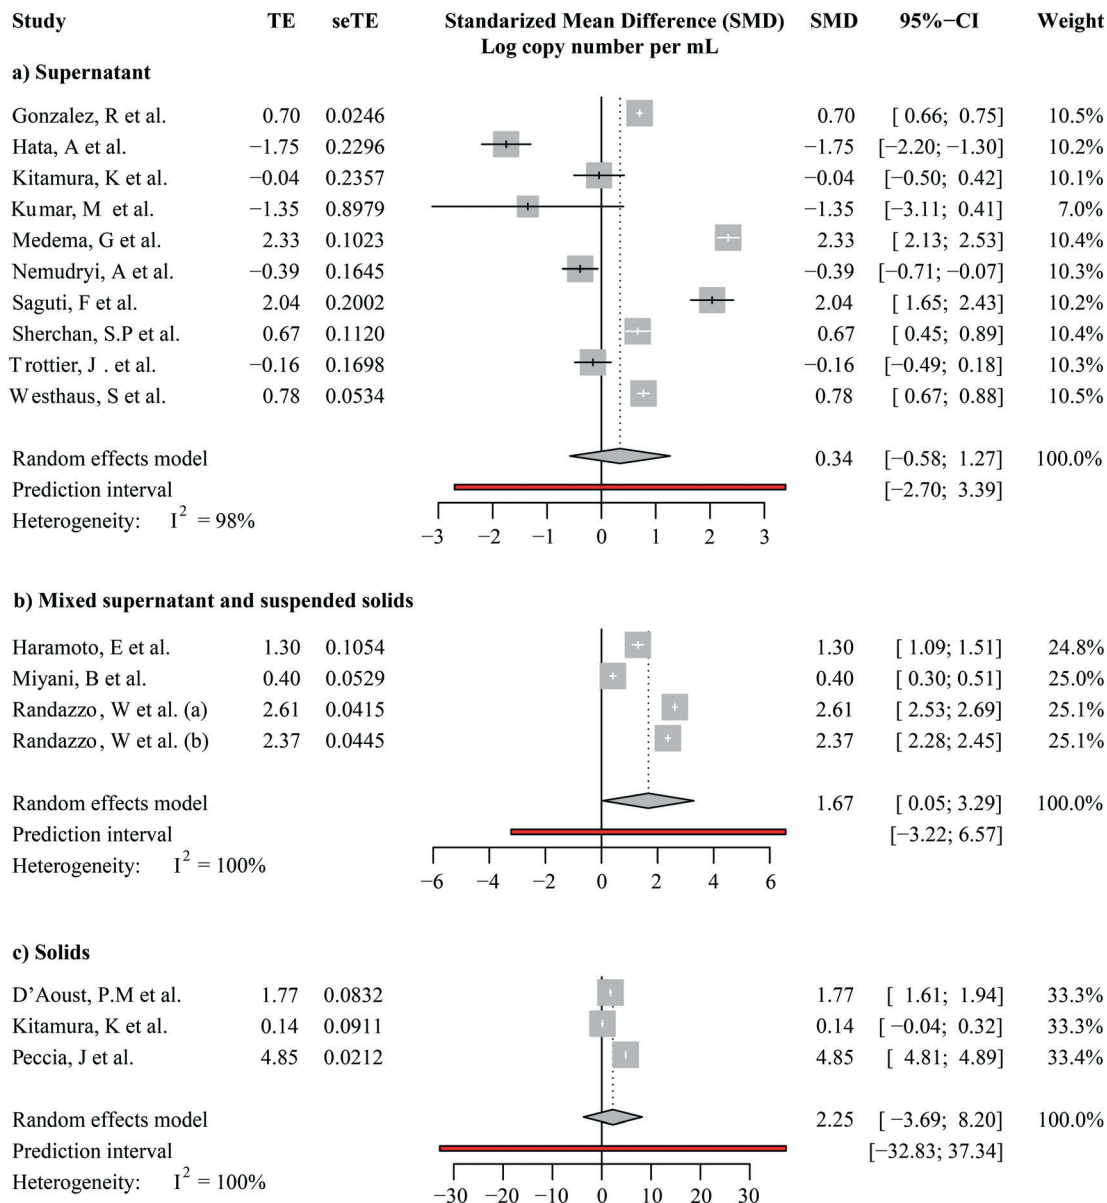 Study TE seTE Standarized Mean Difference (SMD) SMD 95%−CI Weight
Log copy number per mL
a) Supernatant
Gonzalez, R et al. 0.70 0.0246 0.70 [ 0.66; 0.75] 10.5%
Hata, A et al. −1.75 0.2296 −1.75 [−2.20; −1.30] 10.2%
Kitamura, K et al. −0.04 0.2357 −0.04 [−0.50; 0.42] 10.1%
Kumar, M et al. −1.35 0.8979 −1.35 [−3.11; 0.41] 7.0%
Medema, G et al. 2.33 0.1023 2.33 [ 2.13; 2.53] 10.4%
Nemudryi, A et al. −0.39 0.1645 −0.39 [−0.71; −0.07] 10.3%
Saguti, F et al. 2.04 0.2002 2.04 [ 1.65; 2.43] 10.2%
Sherchan, S.P et al. 0.67 0.1120 0.67 [ 0.45; 0.89] 10.4%
Trottier, J . et al. −0.16 0.1698 −0.16 [−0.49; 0.18] 10.3%
Westhaus, S et al. 0.78 0.0534 0.78 [ 0.67; 0.88] 10.5%
Random effects model 0.34 [−0.58; 1.27] 100.0%
Prediction interval [−2.70; 3.39]
Heterogeneity: I² = 98%
−3 −2 −1 0 1 2 3
b) Mixed supernatant and suspended solids
Haramoto, E et al. 1.30 0.1054 1.30 [ 1.09; 1.51] 24.8%
Miyani, B et al. 0.40 0.0529 0.40 [ 0.30; 0.51] 25.0%
Randazzo, W et al. (a) 2.61 0.0415 2.61 [ 2.53; 2.69] 25.1%
Randazzo, W et al. (b) 2.37 0.0445 2.37 [ 2.28; 2.45] 25.1%
Random effects model 1.67 [ 0.05; 3.29] 100.0%
Prediction interval [−3.22; 6.57]
Heterogeneity: I² = 100%
−6 −4 −2 0 2 4 6
c) Solids
D’Aoust, P.M et al. 1.77 0.0832 1.77 [ 1.61; 1.94] 33.3%
Kitamura, K et al. 0.14 0.0911 0.14 [ −0.04; 0.32] 33.3%
Peccia, J et al. 4.85 0.0212 4.85 [ 4.81; 4.89] 33.4%
Random effects model 2.25 [ −3.69; 8.20] 100.0%
Prediction interval [−32.83; 37.34]
Heterogeneity: I² = 100%
−30 −20 −10 0 10 20 30